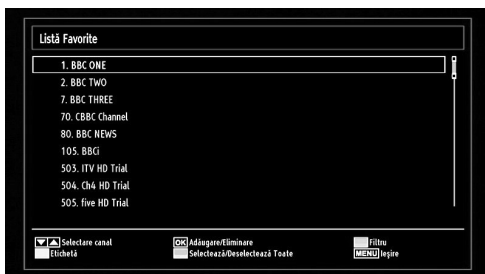 Listă Favorite
1. BBC ONE
2. BBC TWO
7. BBC THREE
70. CBBC Channel
80. BBC NEWS
105. BBCi
503. ITV HD Trial
504. Ch4 HD Trial
505. five HD Trial
Selectare canal OK Adăugare/Eliminare Filtru
Etichetă Selectează/Deselectează Toate MENU Ieşire